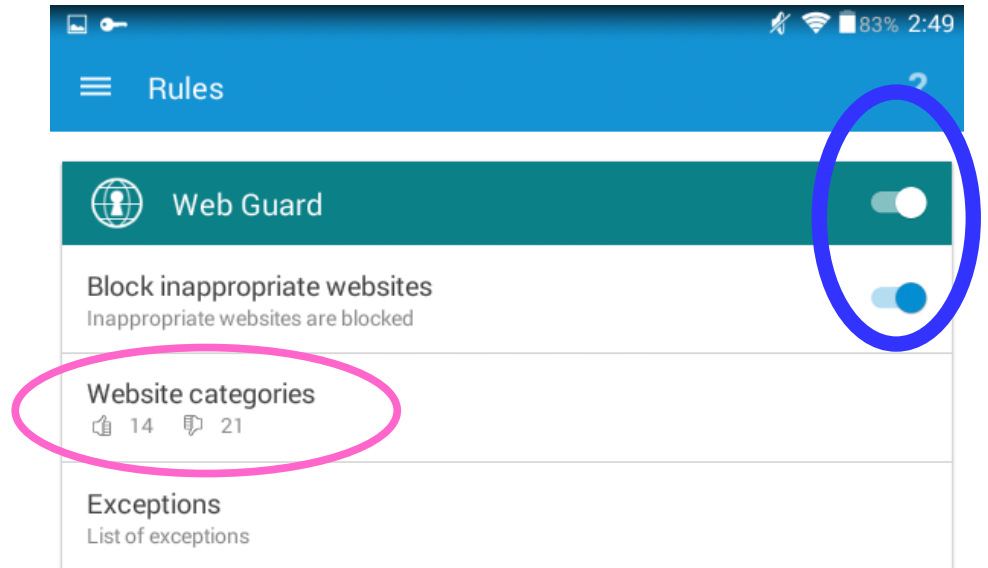 83% 2:49
Rules ?
Web Guard
Block inappropriate websites
Inappropriate websites are blocked
Website categories
14 21
Exceptions
List of exceptions